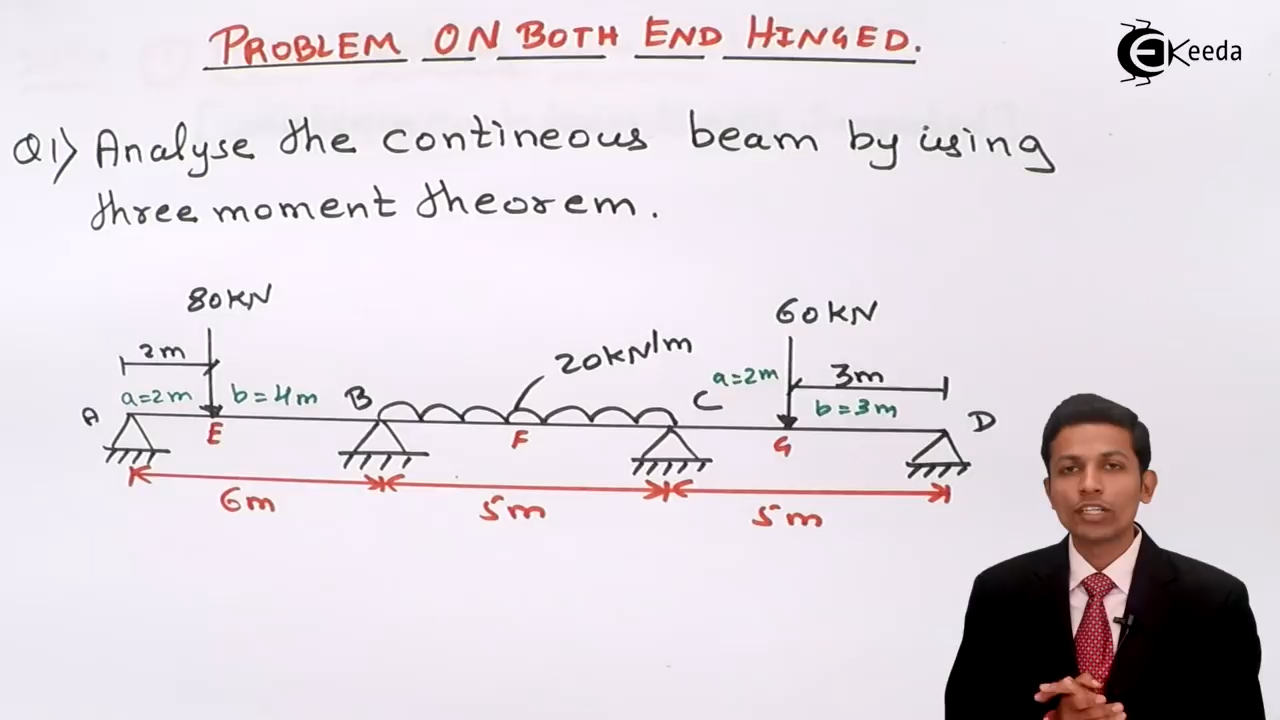 PROBLEM ON BOTH END HINGED.
EKeeda
Q1) Analyse the contineous beam by using
three moment theorem.
80KN
60KN
20KN/m
2m
3m
a=2m
b=4m
a=2m
b=3m
A
B
C
D
E
F
G
6m
5m
5m